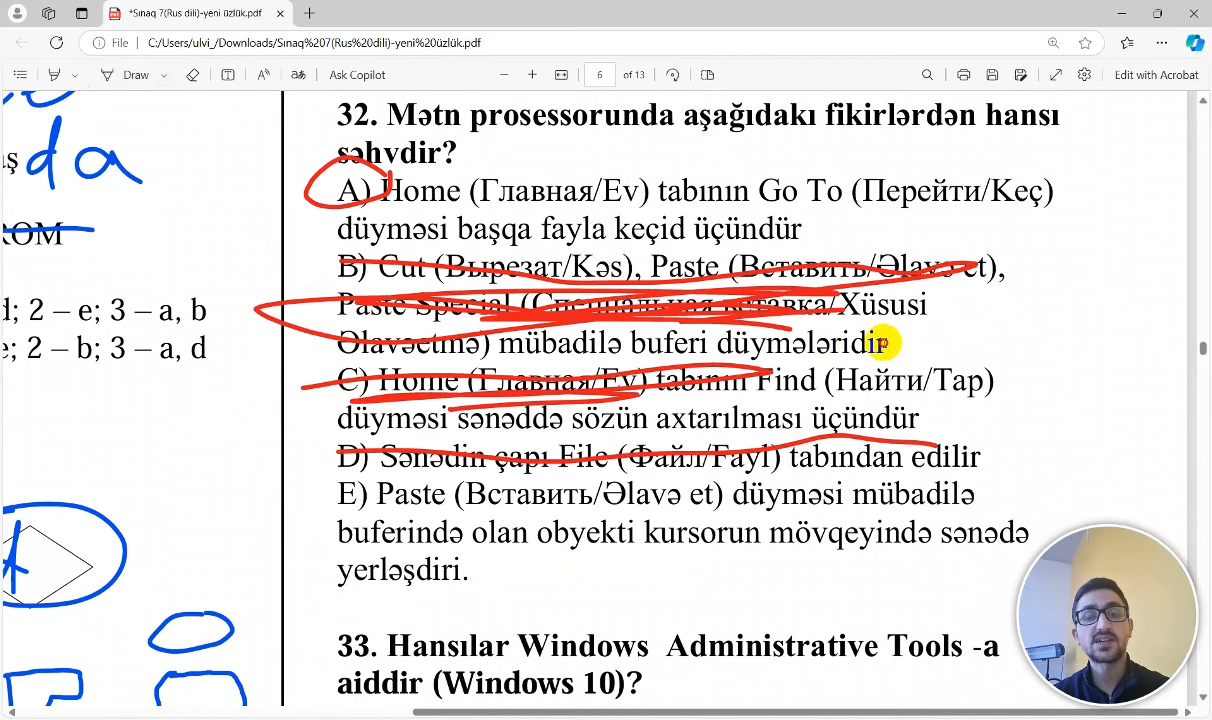 *Sınaq 7(Rus dili)-yeni üzlük.pdf
File
C:/Users/ulvi_/Downloads/Sınaq%207(Rus%20dili)-yeni%20üzlük.pdf
Draw
Ask Copilot
6 of 13
Edit with Acrobat
da
ROM
d; 2 – e; 3 – a, b
e; 2 – b; 3 – a, d
32. Mətn prosessorunda aşağıdakı fikirlərdən hansı
səhvdir?
A) Home (Главная/Ev) tabının Go To (Перейти/Keç)
düyməsi başqa fayla keçid üçündür
B) Cut (Вырезат/Kəs), Paste (Вставить/Əlavə et),
Paste Special (Специальная вставка/Xüsusi
Əlavəetmə) mübadilə buferi düymələridir
C) Home (Главная/Ev) tabının Find (Найти/Tap)
düyməsi sənəddə sözün axtarılması üçündür
D) Sənədin çapı File (Файл/Fayl) tabından edilir
E) Paste (Вставить/Əlavə et) düyməsi mübadilə
buferində olan obyekti kursorun mövqeyində sənədə
yerləşdiri.
33. Hansılar Windows Administrative Tools -a
aiddir (Windows 10)?